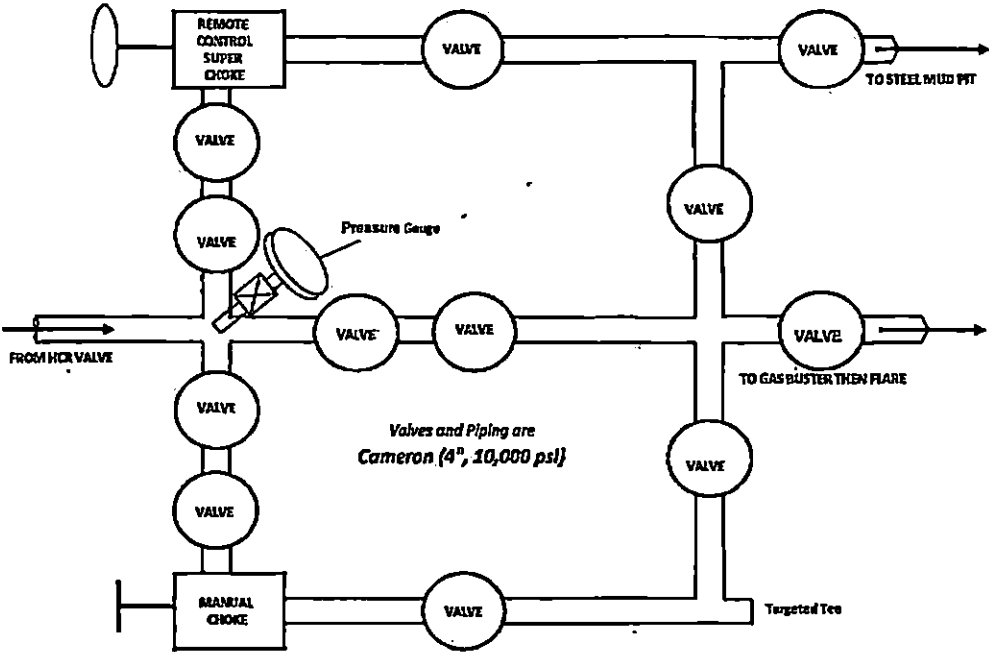 REMOTE
CONTROL
SUPER
CHOKE
VALVE
VALVE
TO STEEL MUD PIT
VALVE
VALVE
VALVE
Pressure Gauge
FROM HCR VALVE
VALVE
VALVE
VALVE
TO GAS BUSTER THEN FLARE
VALVE
Valves and Piping are
Cameron (4", 10,000 psi)
VALVE
VALVE
MANUAL
CHOKE
VALVE
Targeted Tee